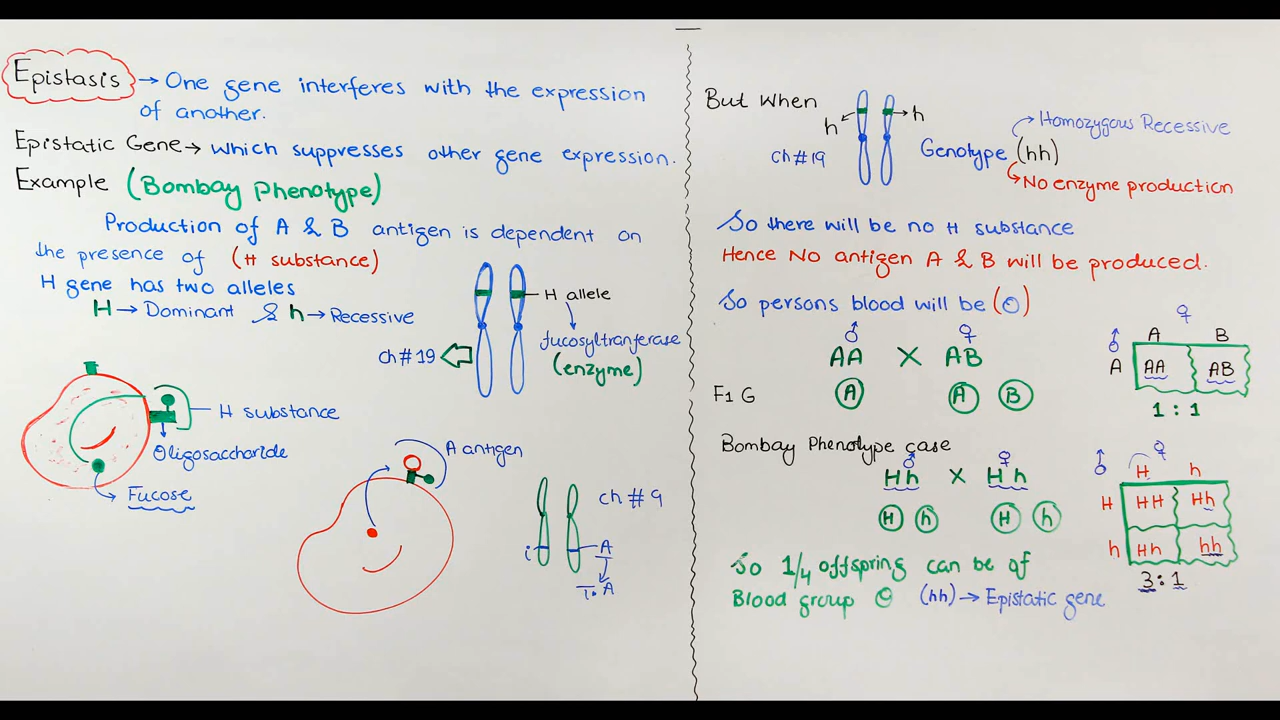 Epistasis → One gene interferes with the expression
of another.
Epistatic Gene → which suppresses other gene expression.
Example (Bombay Phenotype)
Production of A & B antigen is dependent on
the presence of (H substance)
H gene has two alleles
H → Dominant & h → Recessive
H allele
fucosyltranferase
(enzyme)
ch # 19
H substance
Oligosaccharide
Fucose
A antigen
ch # 9
i
A
T. A
But When
h
h
ch # 19
Genotype (hh)
Homozygous Recessive
No enzyme production
So there will be no H substance
Hence No antigen A & B will be produced.
So persons blood will be (O)
♂ ♀
AA X AB
F1 G
A A B
♀
♂ A B
A AA AB
1 : 1
Bombay Phenotype case
♂ ♀
Hh X Hh
H h H h
♂ ♀
H h
H HH Hh
h Hh hh
3 : 1
So 1/4 offspring can be of
Blood group O (hh) → Epistatic gene